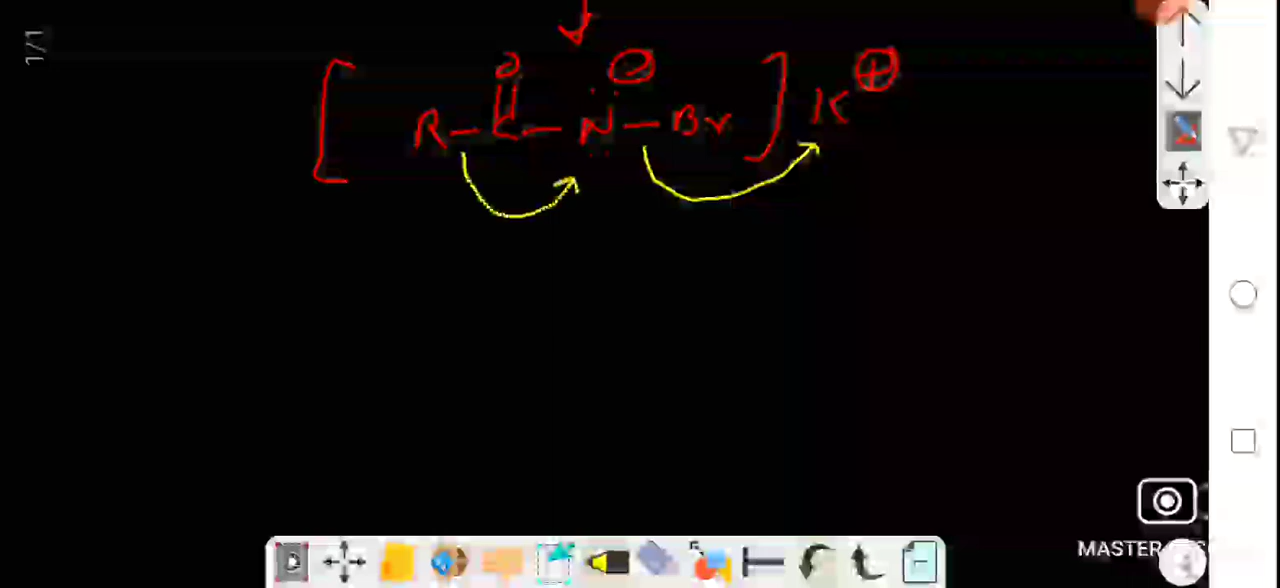 1/1
O ⊖
[ R – C – N̈ – Br ] K ⊕
MASTER